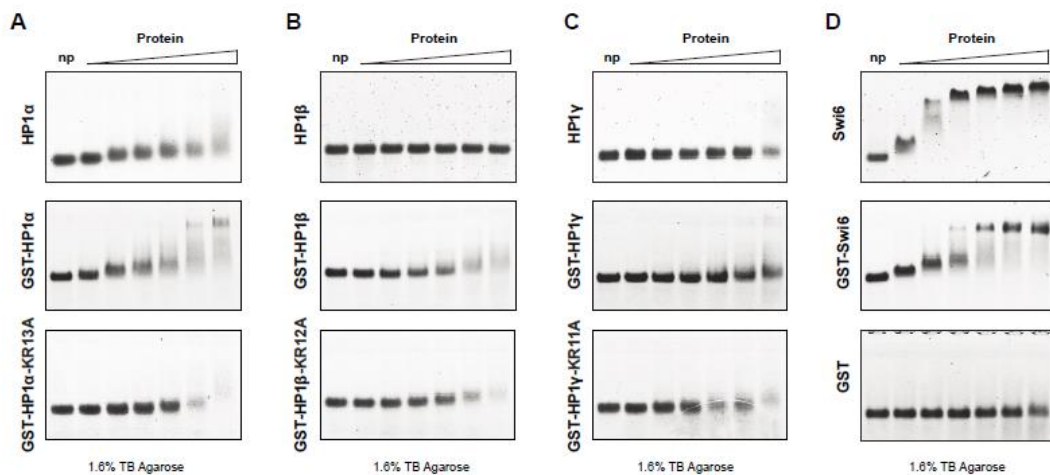 A
Protein
np
HP1α
GST-HP1α
GST-HP1α-KR13A
1.6% TB Agarose
B
Protein
np
HP1β
GST-HP1β
GST-HP1β-KR12A
1.6% TB Agarose
C
Protein
np
HP1γ
GST-HP1γ
GST-HP1γ-KR11A
1.6% TB Agarose
D
Protein
np
Swi6
GST-Swi6
GST
1.6% TB Agarose